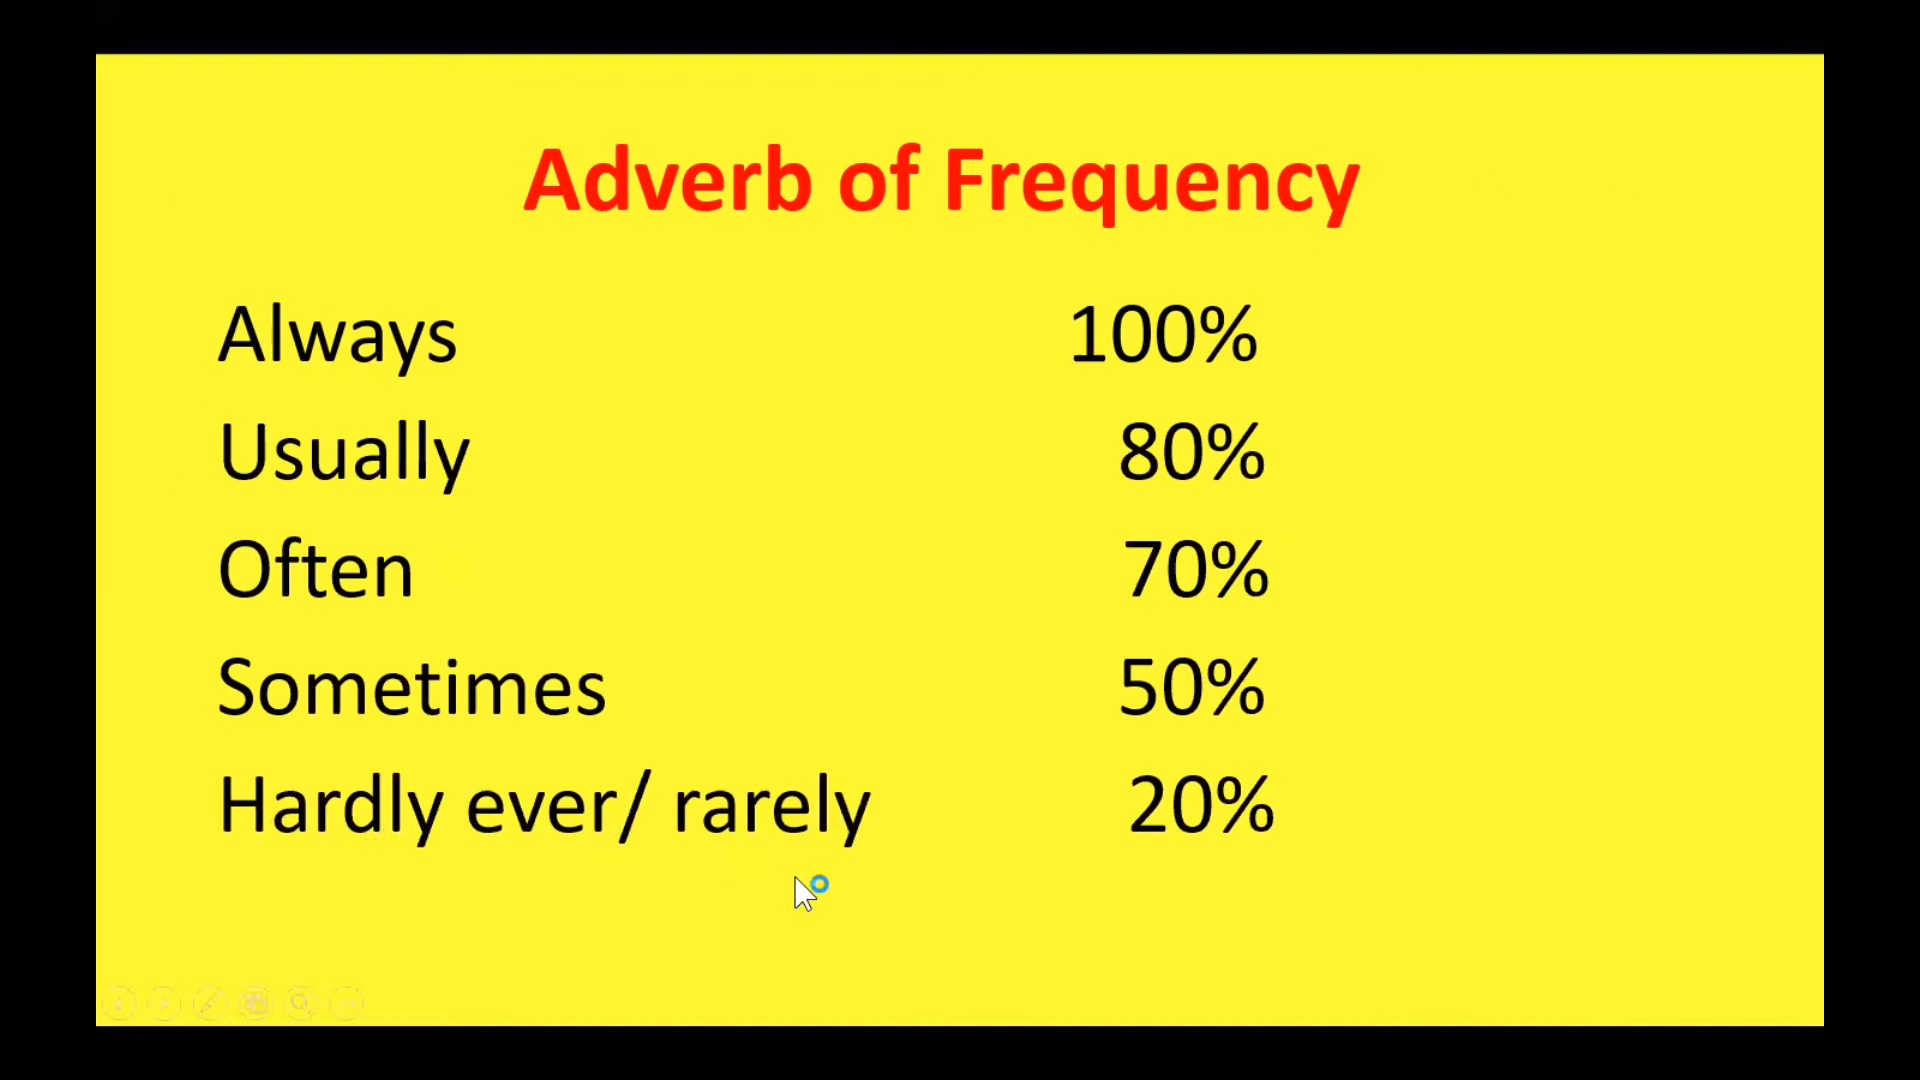 Adverb of Frequency
Always 100%
Usually 80%
Often 70%
Sometimes 50%
Hardly ever/ rarely 20%